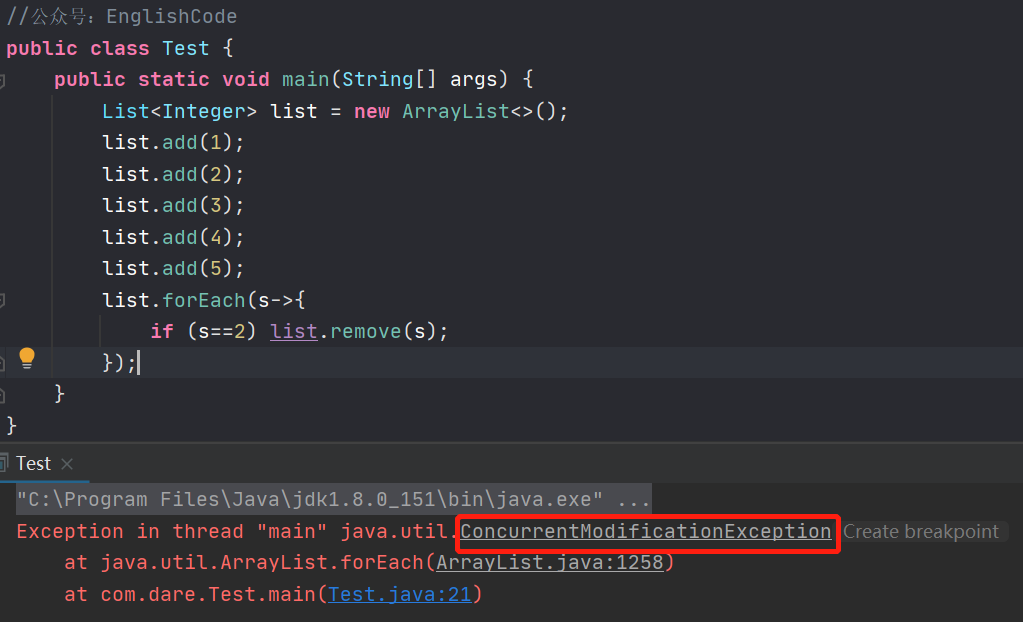 //公众号：EnglishCode
public class Test {
    public static void main(String[] args) {
        List<Integer> list = new ArrayList<>();
        list.add(1);
        list.add(2);
        list.add(3);
        list.add(4);
        list.add(5);
        list.forEach(s->{
            if (s==2) list.remove(s);
        });
    }
}
Test ×
"C:\Program Files\Java\jdk1.8.0_151\bin\java.exe" ...
Exception in thread "main" java.util.ConcurrentModificationException Create breakpoint
    at java.util.ArrayList.forEach(ArrayList.java:1258)
    at com.dare.Test.main(Test.java:21)